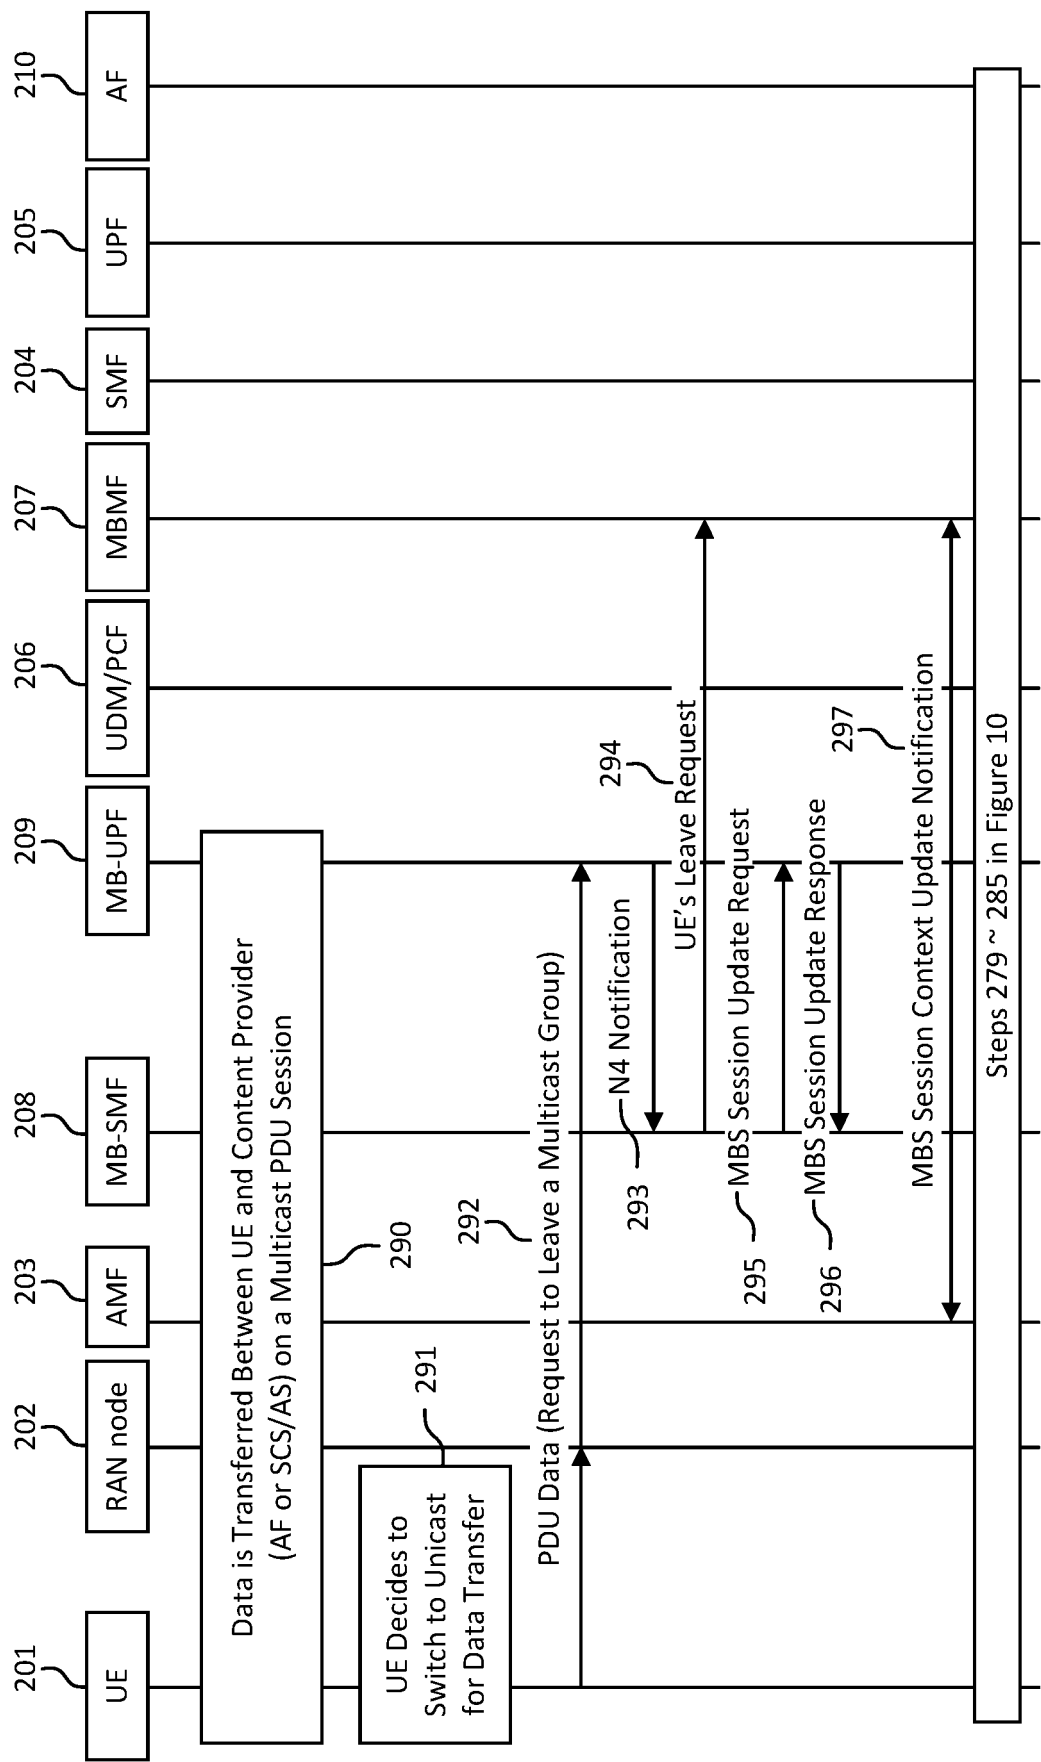 201
202
203
208
209
206
207
204
205
210
UE
RAN node
AMF
MB-SMF
MB-UPF
UDM/PCF
MBMF
SMF
UPF
AF
Data is Transferred Between UE and Content Provider
(AF or SCS/AS) on a Multicast PDU Session
290
UE Decides to
Switch to Unicast
for Data Transfer
291
292
PDU Data (Request to Leave a Multicast Group)
N4 Notification
293
294
UE's Leave Request
MBS Session Update Request
295
MBS Session Update Response
296
297
MBS Session Context Update Notification
Steps 279 ~ 285 in Figure 10